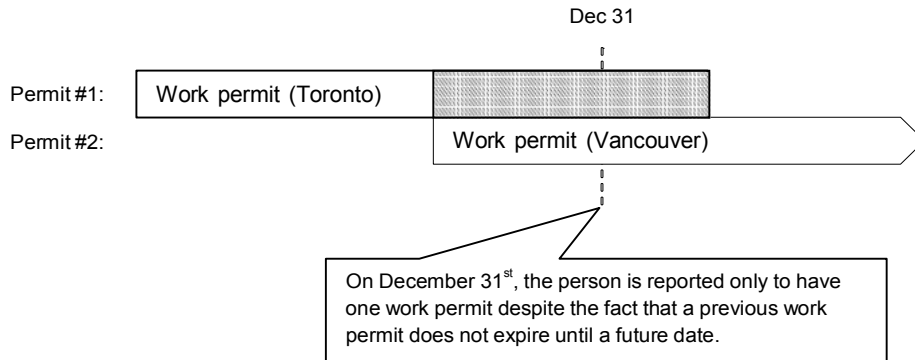 Dec 31
Permit #1: Work permit (Toronto)
Permit #2: Work permit (Vancouver)
On December 31st, the person is reported only to have
one work permit despite the fact that a previous work
permit does not expire until a future date.